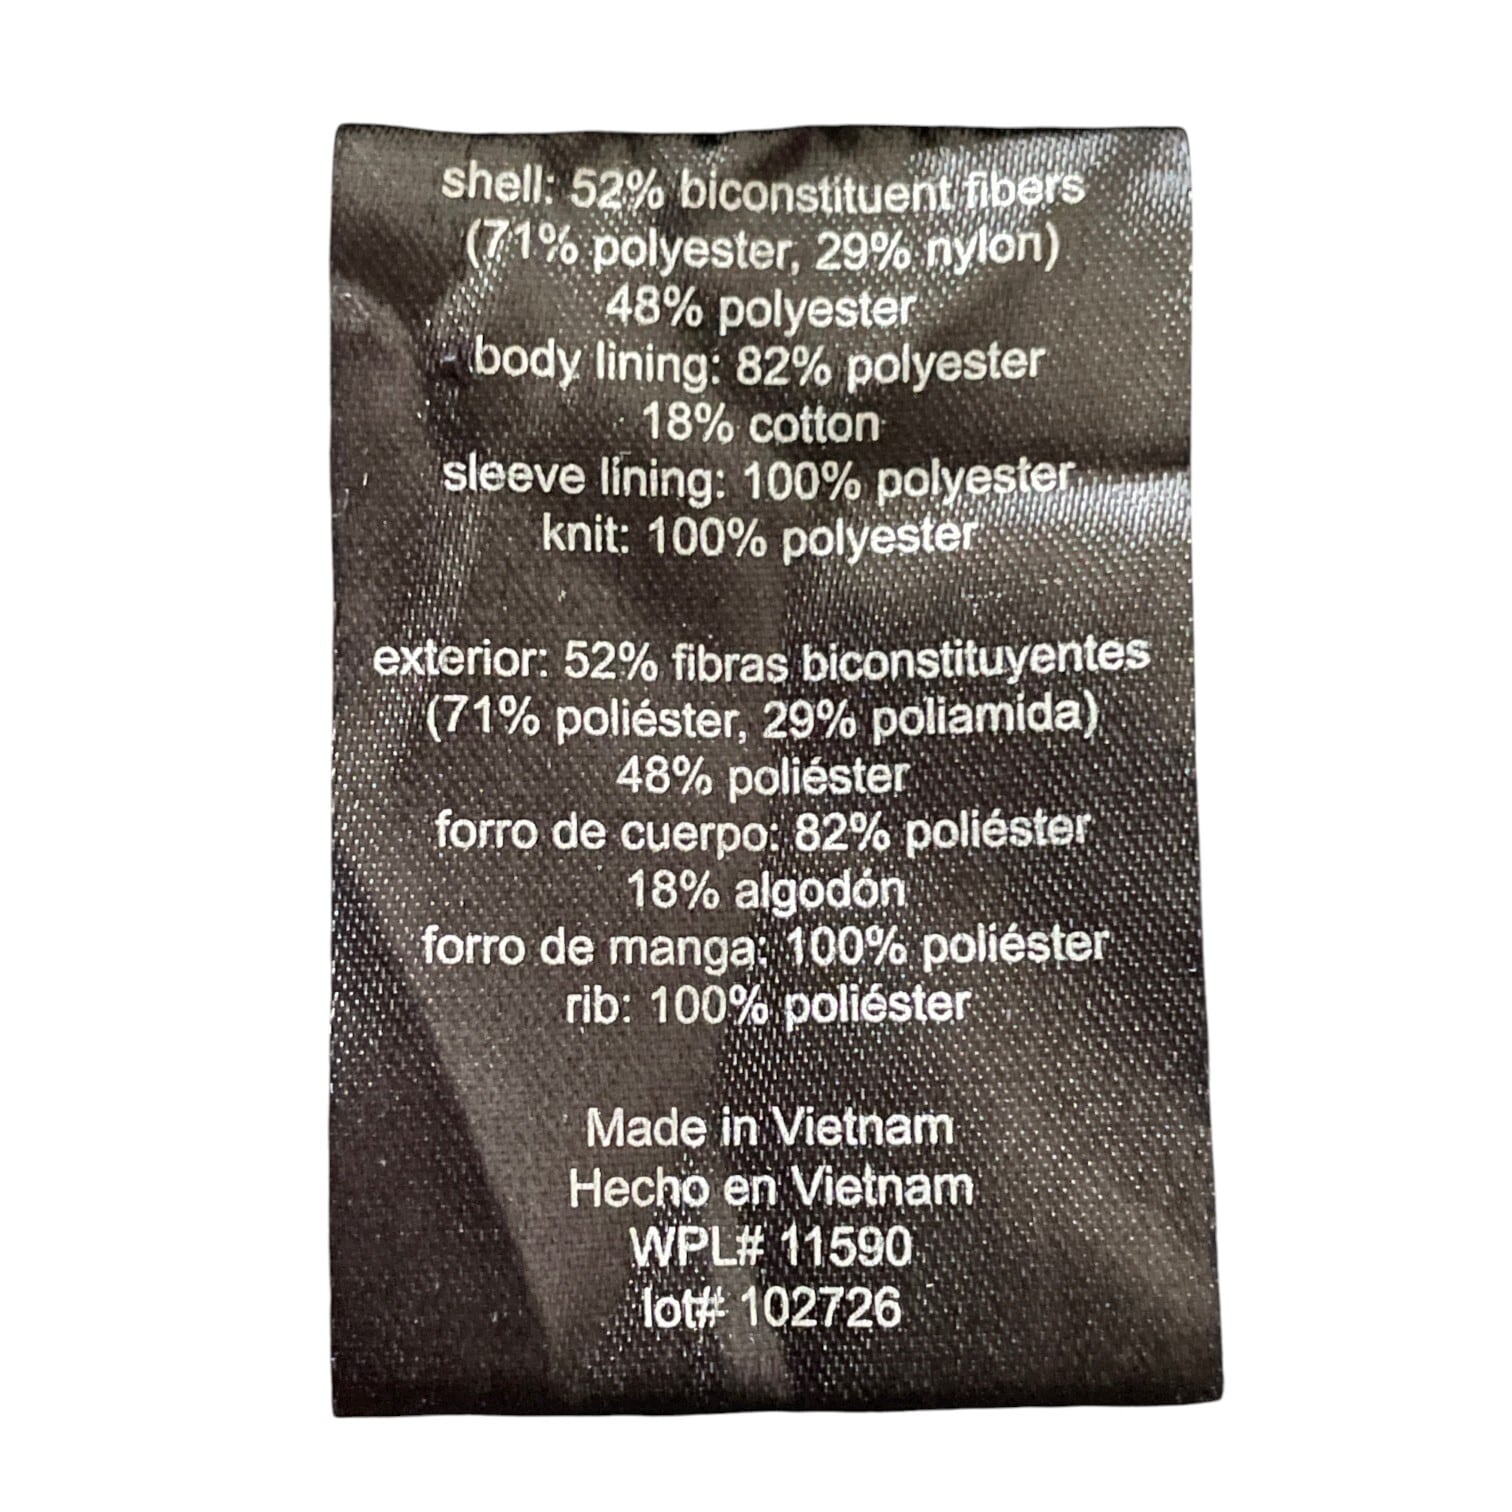 shell: 52% biconstituent fibers
(71% polyester, 29% nylon)
48% polyester
body lining: 82% polyester
18% cotton
sleeve lining: 100% polyester
knit: 100% polyester
exterior: 52% fibras biconstituyentes
(71% poliéster, 29% poliamida)
48% poliéster
forro de cuerpo: 82% poliéster
18% algodón
forro de manga: 100% poliéster
rib: 100% poliéster
Made in Vietnam
Hecho en Vietnam
WPL# 11590
lot# 102726